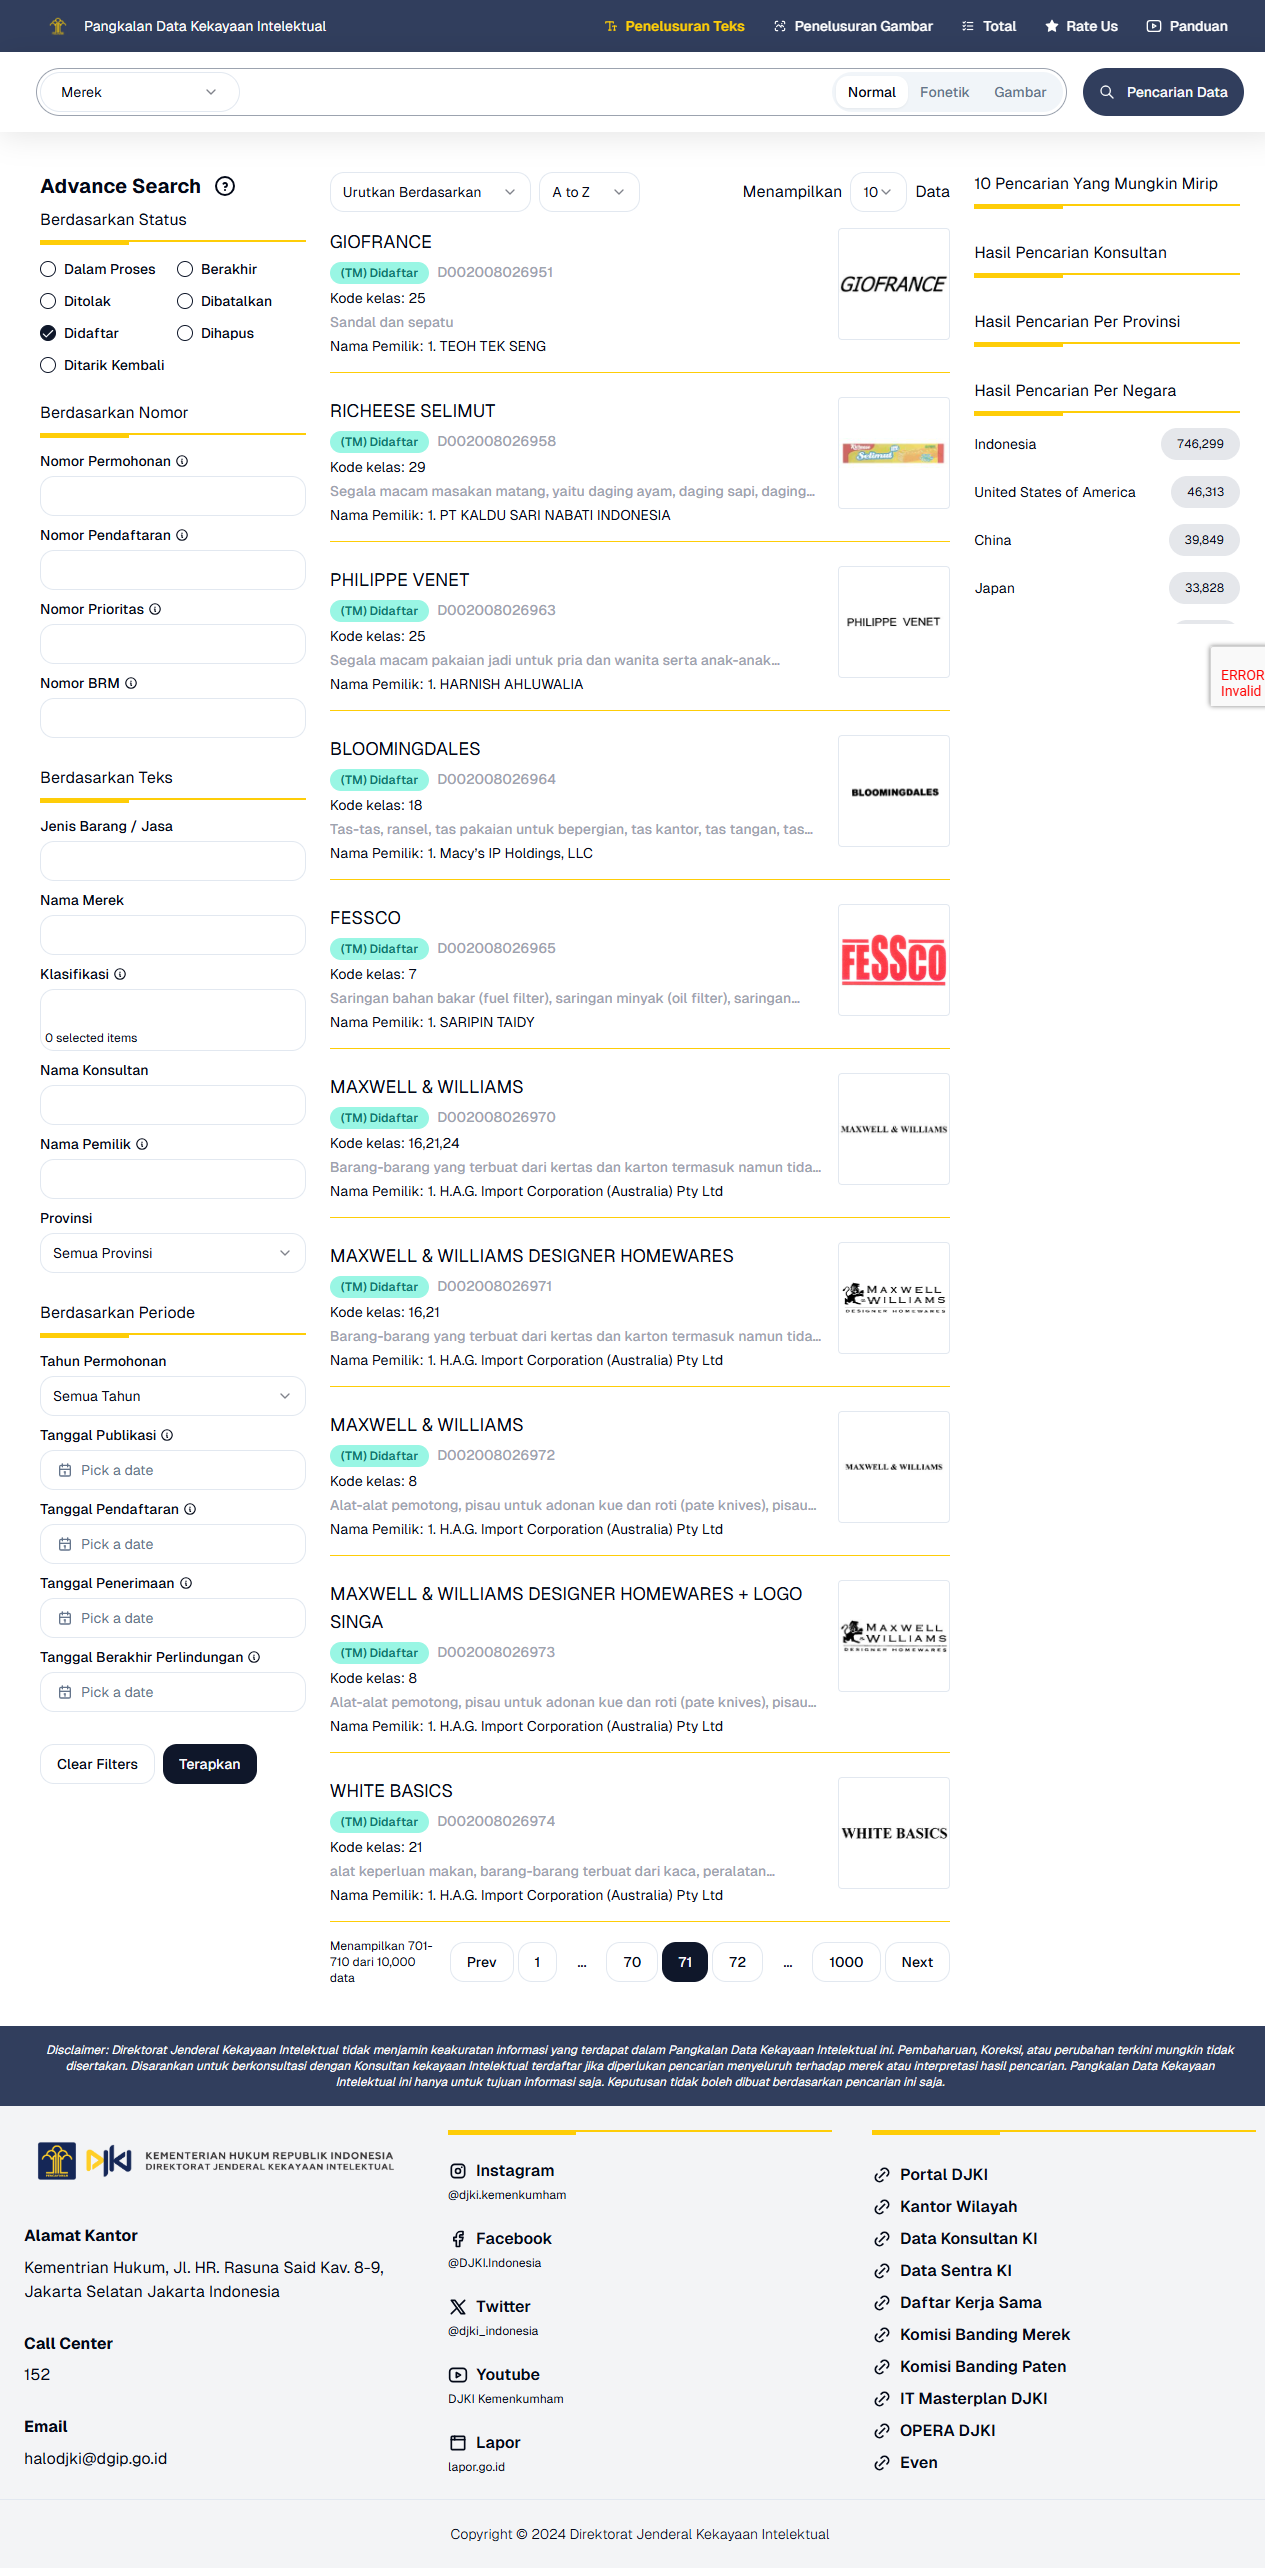 Pangkalan Data Kekayaan Intelektual
Penelusuran Teks
Penelusuran Gambar
Total
Rate Us
Panduan
Merek
Normal
Fonetik
Gambar
Pencarian Data
Advance Search
Berdasarkan Status
Dalam Proses
Berakhir
Ditolak
Dibatalkan
Didaftar
Dihapus
Ditarik Kembali
Berdasarkan Nomor
Nomor Permohonan
Nomor Pendaftaran
Nomor Prioritas
Nomor BRM
Berdasarkan Teks
Jenis Barang / Jasa
Nama Merek
Klasifikasi
0 selected items
Nama Konsultan
Nama Pemilik
Provinsi
Semua Provinsi
Berdasarkan Periode
Tahun Permohonan
Semua Tahun
Tanggal Publikasi
Pick a date
Tanggal Pendaftaran
Pick a date
Tanggal Penerimaan
Pick a date
Tanggal Berakhir Perlindungan
Pick a date
Clear Filters
Terapkan
Urutkan Berdasarkan
A to Z
Menampilkan
10
Data
GIOFRANCE
(TM) Didaftar D002008026951
Kode kelas: 25
Sandal dan sepatu
Nama Pemilik: 1. TEOH TEK SENG
GIOFRANCE
RICHEESE SELIMUT
(TM) Didaftar D002008026958
Kode kelas: 29
Segala macam masakan matang, yaitu daging ayam, daging sapi, daging...
Nama Pemilik: 1. PT KALDU SARI NABATI INDONESIA
Selimut
PHILIPPE VENET
(TM) Didaftar D002008026963
Kode kelas: 25
Segala macam pakaian jadi untuk pria dan wanita serta anak-anak...
Nama Pemilik: 1. HARNISH AHLUWALIA
PHILIPPE VENET
BLOOMINGDALES
(TM) Didaftar D002008026964
Kode kelas: 18
Tas-tas, ransel, tas pakaian untuk bepergian, tas kantor, tas tangan, tas...
Nama Pemilik: 1. Macy's IP Holdings, LLC
BLOOMINGDALES
FESSCO
(TM) Didaftar D002008026965
Kode kelas: 7
Saringan bahan bakar (fuel filter), saringan minyak (oil filter), saringan...
Nama Pemilik: 1. SARIPIN TAIDY
FESSCO
MAXWELL & WILLIAMS
(TM) Didaftar D002008026970
Kode kelas: 16,21,24
Barang-barang yang terbuat dari kertas dan karton termasuk namun tida...
Nama Pemilik: 1. H.A.G. Import Corporation (Australia) Pty Ltd
MAXWELL & WILLIAMS
MAXWELL & WILLIAMS DESIGNER HOMEWARES
(TM) Didaftar D002008026971
Kode kelas: 16,21
Barang-barang yang terbuat dari kertas dan karton termasuk namun tida...
Nama Pemilik: 1. H.A.G. Import Corporation (Australia) Pty Ltd
MAXWELL
WILLIAMS
DESIGNER HOMEWARES
MAXWELL & WILLIAMS
(TM) Didaftar D002008026972
Kode kelas: 8
Alat-alat pemotong, pisau untuk adonan kue dan roti (pate knives), pisau...
Nama Pemilik: 1. H.A.G. Import Corporation (Australia) Pty Ltd
MAXWELL & WILLIAMS
MAXWELL & WILLIAMS DESIGNER HOMEWARES + LOGO
SINGA
(TM) Didaftar D002008026973
Kode kelas: 8
Alat-alat pemotong, pisau untuk adonan kue dan roti (pate knives), pisau...
Nama Pemilik: 1. H.A.G. Import Corporation (Australia) Pty Ltd
MAXWELL
WILLIAMS
DESIGNER HOMEWARES
WHITE BASICS
(TM) Didaftar D002008026974
Kode kelas: 21
alat keperluan makan, barang-barang terbuat dari kaca, peralatan...
Nama Pemilik: 1. H.A.G. Import Corporation (Australia) Pty Ltd
WHITE BASICS
Menampilkan 701-
710 dari 10,000
data
Prev 1 ... 70 71 72 ... 1000 Next
10 Pencarian Yang Mungkin Mirip
Hasil Pencarian Konsultan
Hasil Pencarian Per Provinsi
Hasil Pencarian Per Negara
Indonesia 746,299
United States of America 46,313
China 39,849
Japan 33,828
ERROR
Invalid
Disclaimer: Direktorat Jenderal Kekayaan Intelektual tidak menjamin keakuratan informasi yang terdapat dalam Pangkalan Data Kekayaan Intelektual ini. Pembaharuan, Koreksi, atau perubahan terkini mungkin tidak
disertakan. Disarankan untuk berkonsultasi dengan Konsultan kekayaan Intelektual terdaftar jika diperlukan pencarian menyeluruh terhadap merek atau interpretasi hasil pencarian. Pangkalan Data Kekayaan
Intelektual ini hanya untuk tujuan informasi saja. Keputusan tidak boleh dibuat berdasarkan pencarian ini saja.
KEMENTERIAN HUKUM REPUBLIK INDONESIA
DIREKTORAT JENDERAL KEKAYAAN INTELEKTUAL
Alamat Kantor
Kementrian Hukum, Jl. HR. Rasuna Said Kav. 8-9,
Jakarta Selatan Jakarta Indonesia
Call Center
152
Email
halodjki@dgip.go.id
Instagram
@djki.kemenkumham
Facebook
@DJKI.Indonesia
Twitter
@djki_indonesia
Youtube
DJKI Kemenkumham
Lapor
lapor.go.id
Portal DJKI
Kantor Wilayah
Data Konsultan KI
Data Sentra KI
Daftar Kerja Sama
Komisi Banding Merek
Komisi Banding Paten
IT Masterplan DJKI
OPERA DJKI
Even
Copyright © 2024 Direktorat Jenderal Kekayaan Intelektual